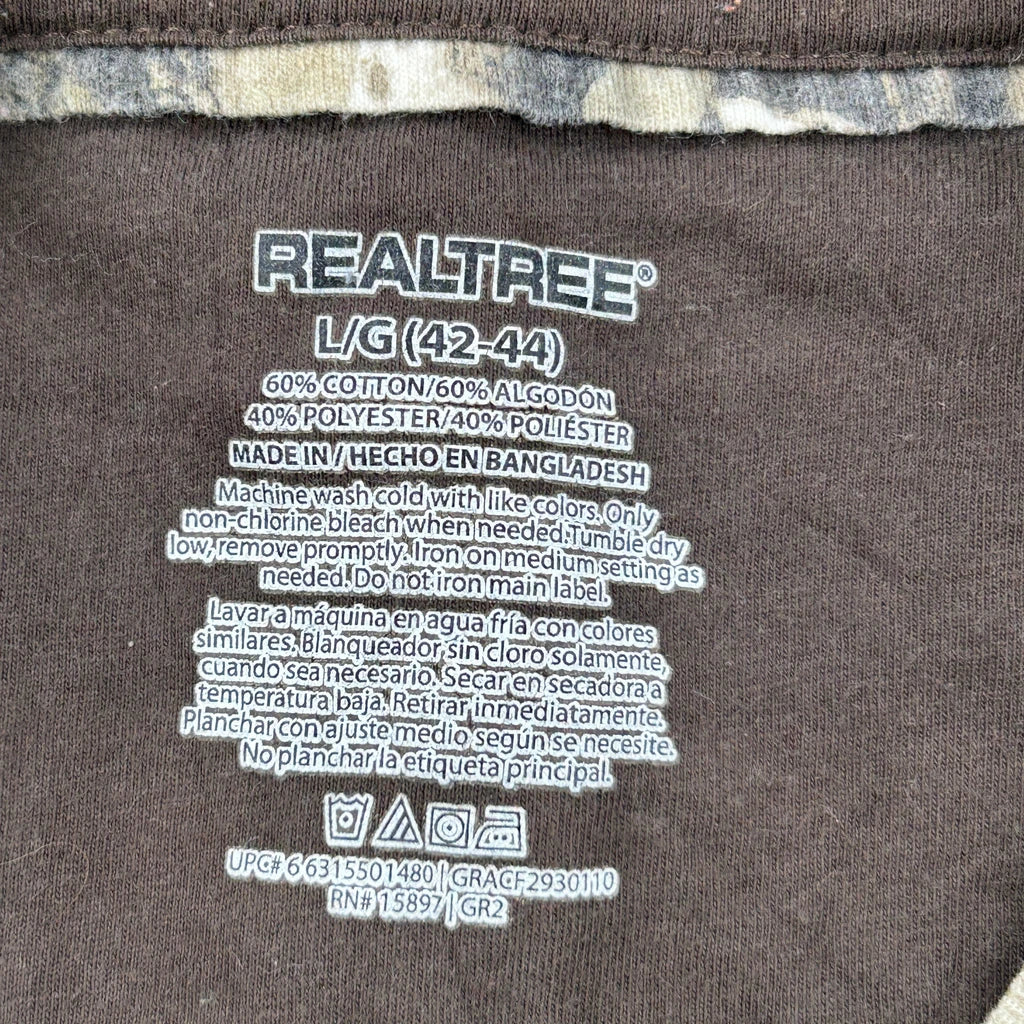 REALTREE®
L/G (42-44)
60% COTTON/60% ALGODÓN
40% POLYESTER/40% POLIÉSTER
MADE IN / HECHO EN BANGLADESH
Machine wash cold with like colors. Only
non-chlorine bleach when needed.Tumble dry
low, remove promptly. Iron on medium setting as
needed. Do not iron main label.
Lavar a máquina en agua fría con colores
similares. Blanqueador sin cloro solamente,
cuando sea necesario. Secar en secadora a
temperatura baja. Retirar inmediatamente.
Planchar con ajuste medio según se necesite.
No planchar la etiqueta principal.
UPC# 6 6315501480 | GRACF2930110
RN# 15897 | GR2